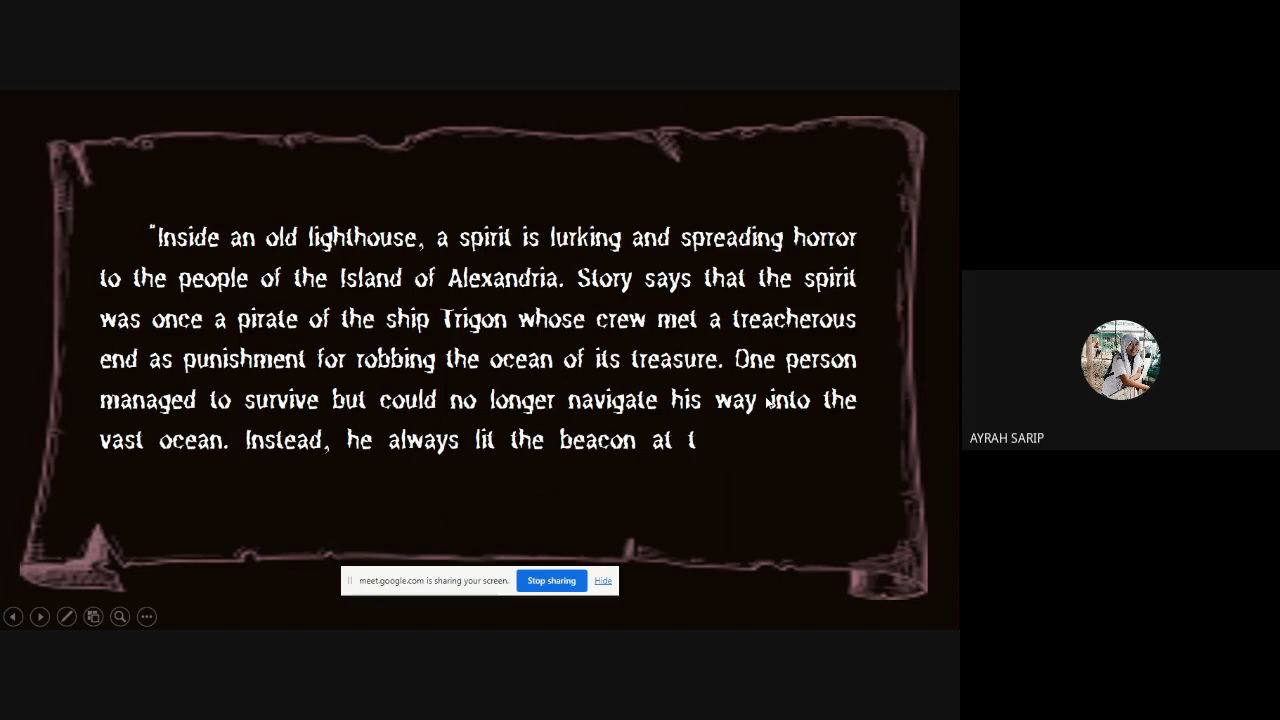 "Inside an old lighthouse, a spirit is lurking and spreading horror
to the people of the Island of Alexandria. Story says that the spirit
was once a pirate of the ship Trigon whose crew met a treacherous
end as punishment for robbing the ocean of its treasure. One person
managed to survive but could no longer navigate his way into the
vast ocean. Instead, he always lit the beacon at t
AYRAH SARIP
meet.google.com is sharing your screen. Stop sharing Hide